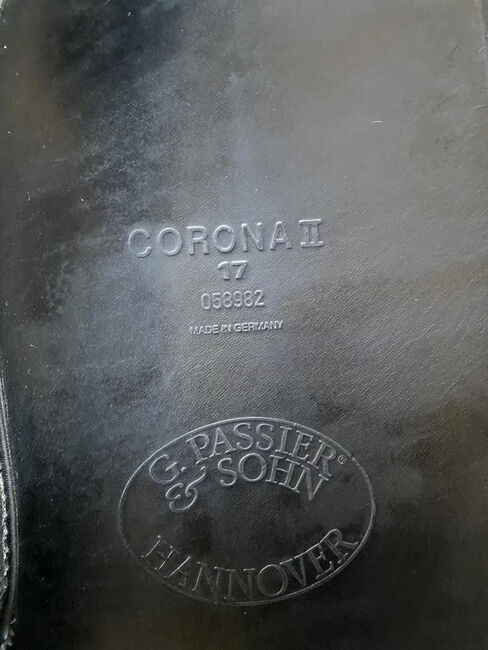 CORONA II
17
058982
MADE IN GERMANY
G. PASSIER®
& SOHN
HANNOVER